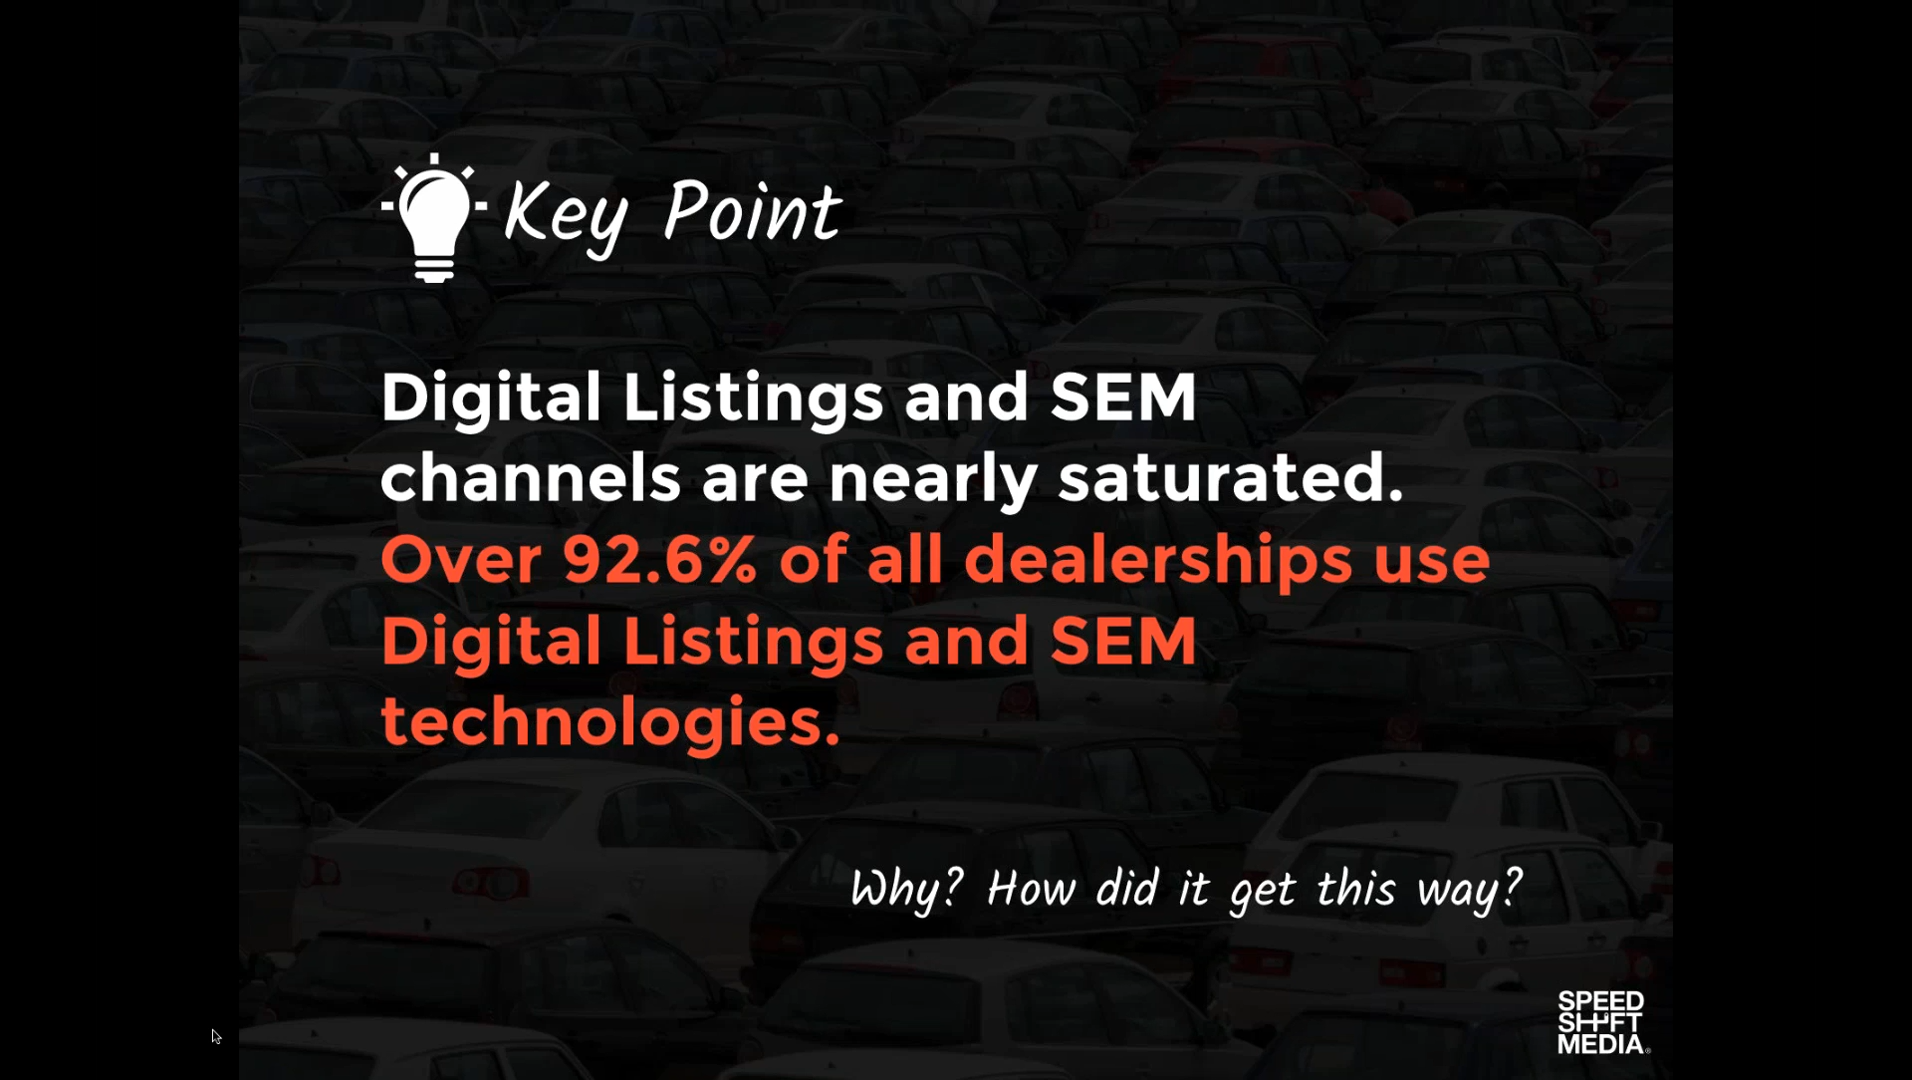 Key Point
Digital Listings and SEM
channels are nearly saturated.
Over 92.6% of all dealerships use
Digital Listings and SEM
technologies.
Why? How did it get this way?
SPEED
SHIFT
MEDIA®